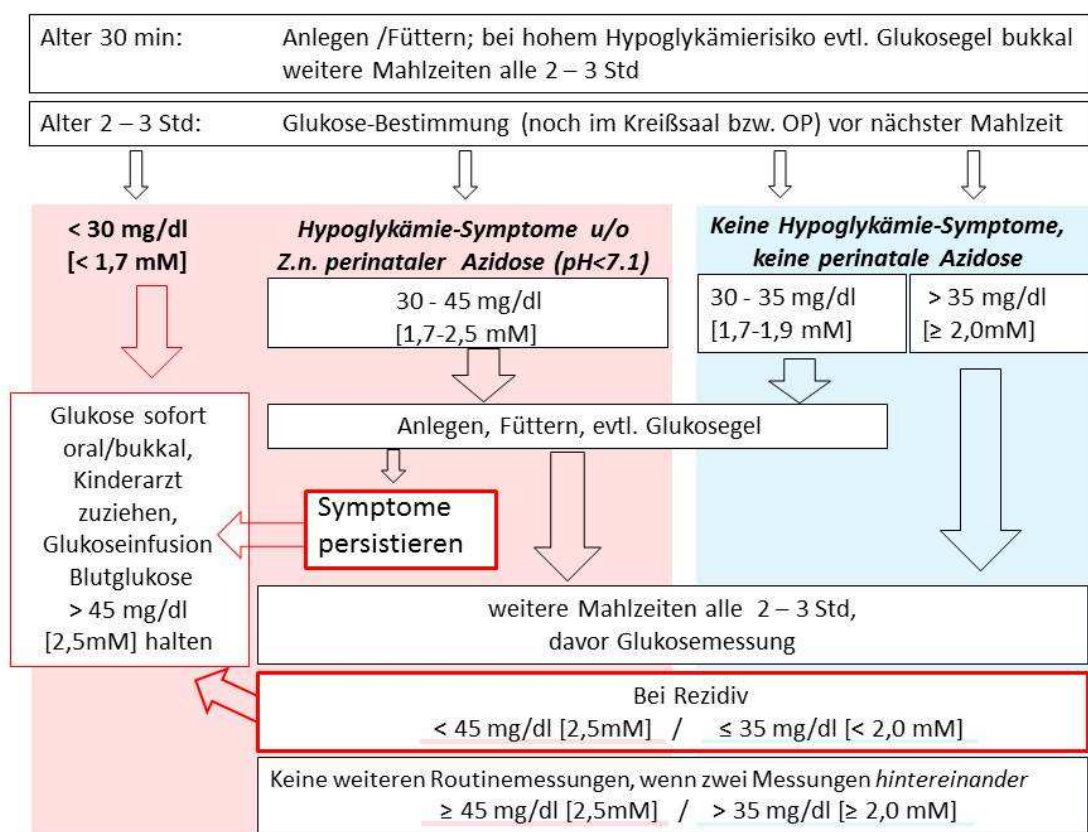 Alter 30 min: Anlegen /Füttern; bei hohem Hypoglykämierisiko evtl. Glukosegel bukkal
weitere Mahlzeiten alle 2 – 3 Std
Alter 2 – 3 Std: Glukose-Bestimmung (noch im Kreißsaal bzw. OP) vor nächster Mahlzeit
< 30 mg/dl
[< 1,7 mM]
Hypoglykämie-Symptome u/o
Z.n. perinataler Azidose (pH<7.1)
30 - 45 mg/dl
[1,7-2,5 mM]
Keine Hypoglykämie-Symptome,
keine perinatale Azidose
30 - 35 mg/dl
[1,7-1,9 mM]
> 35 mg/dl
[≥ 2,0mM]
Glukose sofort
oral/bukkal,
Kinderarzt
zuziehen,
Glukoseinfusion
Blutglukose
> 45 mg/dl
[2,5mM] halten
Anlegen, Füttern, evtl. Glukosegel
Symptome
persistieren
weitere Mahlzeiten alle 2 – 3 Std,
davor Glukosemessung
Bei Rezidiv
< 45 mg/dl [2,5mM] / ≤ 35 mg/dl [< 2,0 mM]
Keine weiteren Routinemessungen, wenn zwei Messungen hintereinander
≥ 45 mg/dl [2,5mM] / > 35 mg/dl [≥ 2,0 mM]